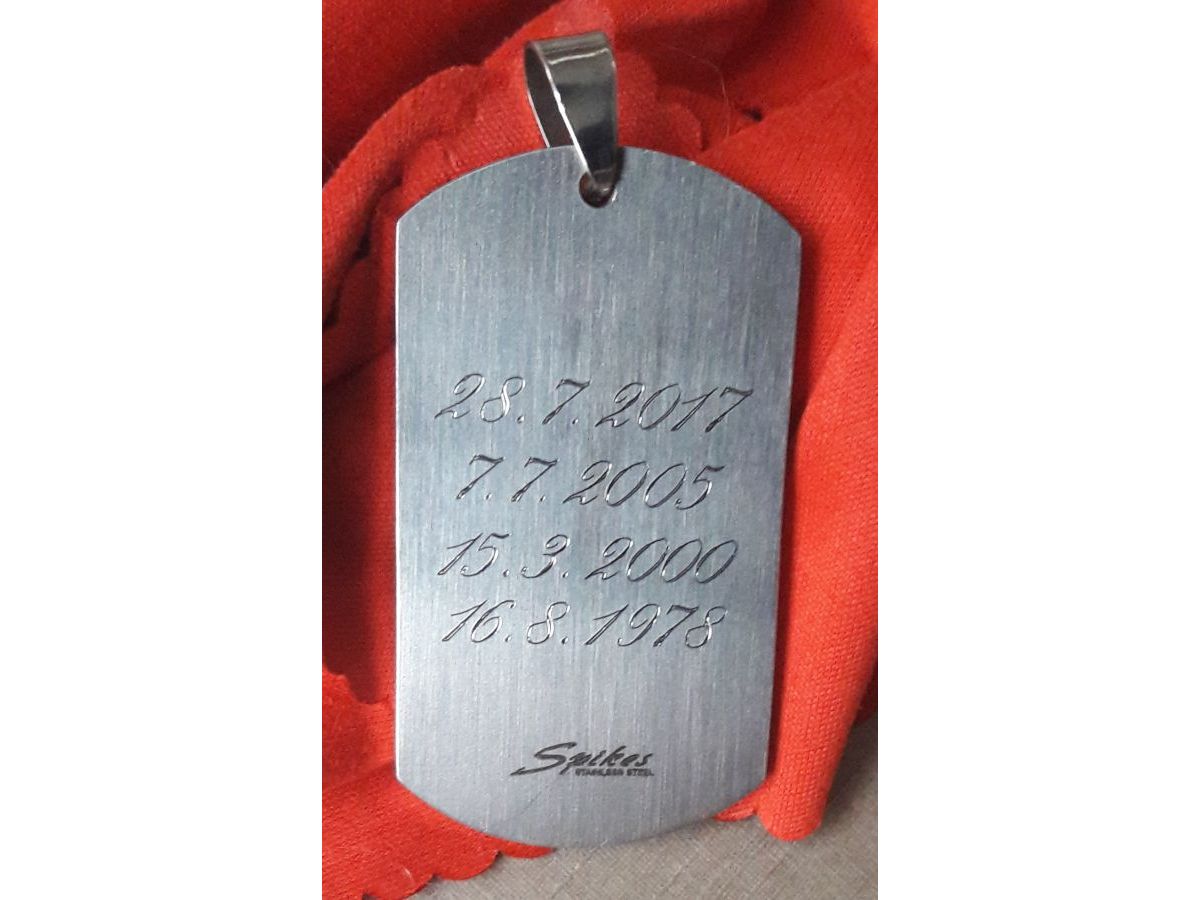 28.7.2017
7.7.2005
15.3.2000
16.8.1978
Spikes
STAINLESS STEEL